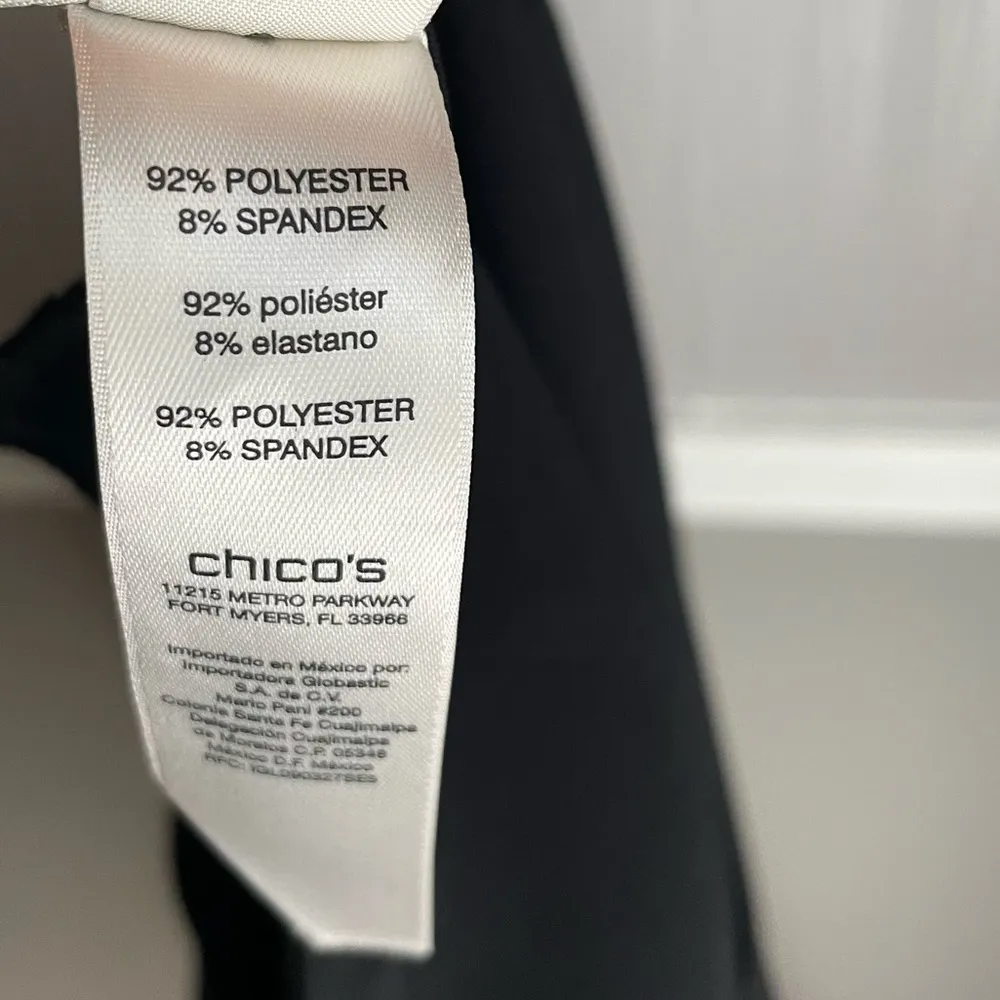 92% POLYESTER
8% SPANDEX
92% poliéster
8% elastano
92% POLYESTER
8% SPANDEX
chico's
11215 METRO PARKWAY
FORT MYERS, FL 33966
Importado en México por:
Importadora Globastic
S.A. de C.V.
Mario Pani #200
Colonia Santa Fe Cuajimalpa
Delegación Cuajimalpa
de Morelos C.P. 05348
México D.F. México
RFC: